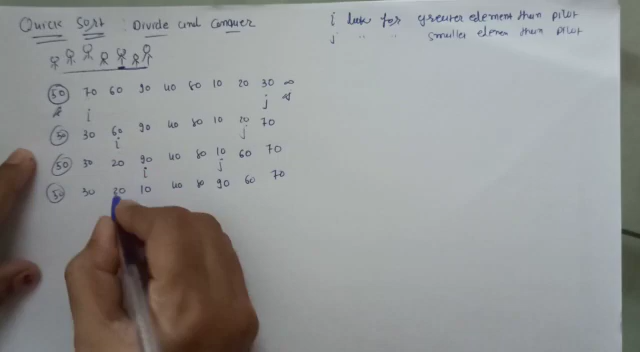 Quick Sort : Divide and Conquer
i look for greater element than pivot
j " " smaller elemen than pivot
50 70 60 90 40 80 10 20 30 ∞
i j
50 30 60 90 40 80 10 20 70
i j
50 30 20 90 40 80 10 60 70
i j
50 30 20 10 40 80 90 60 70